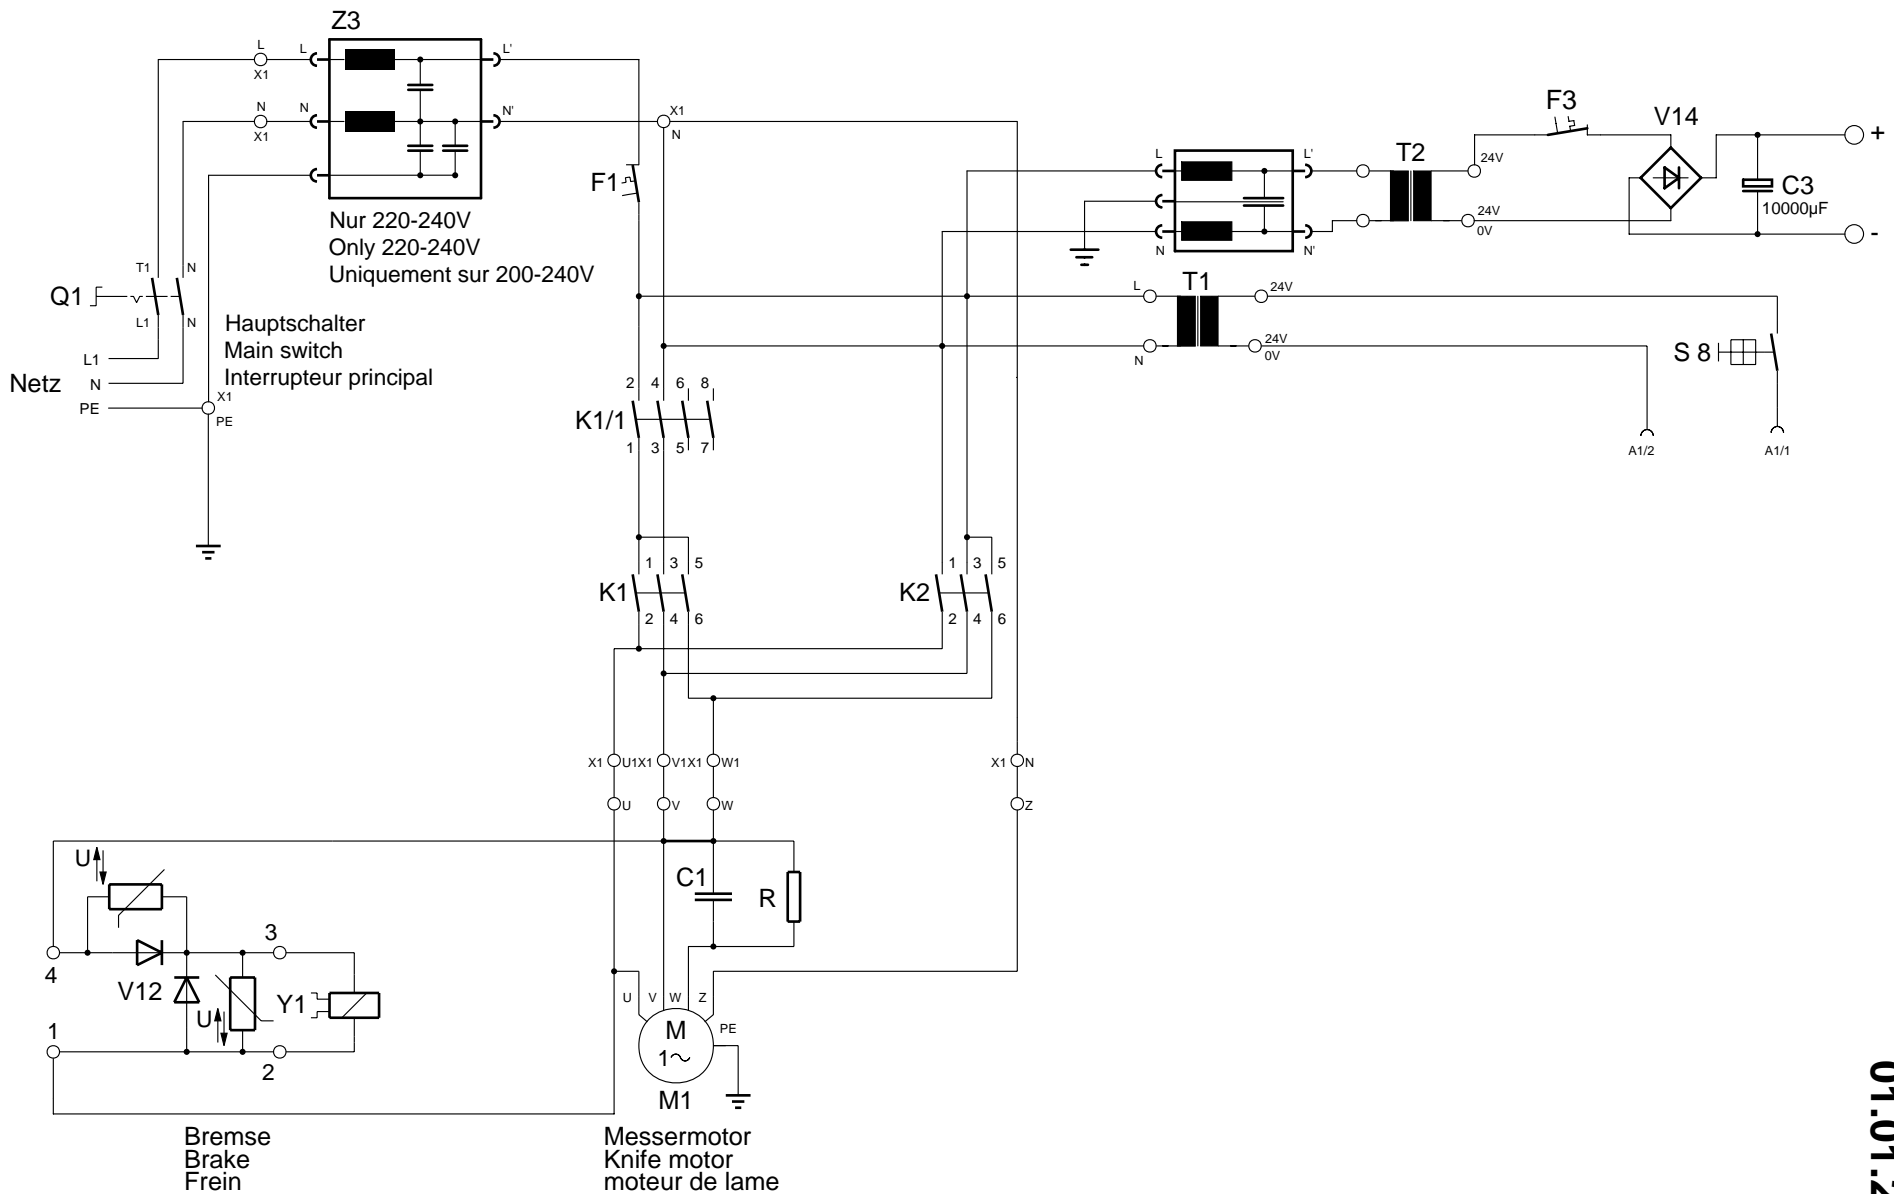 Z3
L
X1
L
L'
N
X1
N
N'
X1
N
F1
Nur 220-240V
Only 220-240V
Uniquement sur 200-240V
L
L'
N
N'
T2
24V
24V
0V
F3
V14
C3
10000µF
+
-
Q1
T1
N
L1
N
Hauptschalter
Main switch
Interrupteur principal
Netz
L1
N
PE
X1
PE
L
N
T1
24V
24V
0V
S 8
A1/2
A1/1
2 4 6 8
K1/1
1 3 5 7
1 3 5
K1
2 4 6
1 3 5
K2
2 4 6
X1 U1 X1 V1 X1 W1
X1 N
U V W
Z
U
4
V12
U
3
Y1
1
2
C1
R
U V W Z
M
1~
PE
M1
Bremse
Brake
Frein
Messermotor
Knife motor
moteur de lame
01.01.2